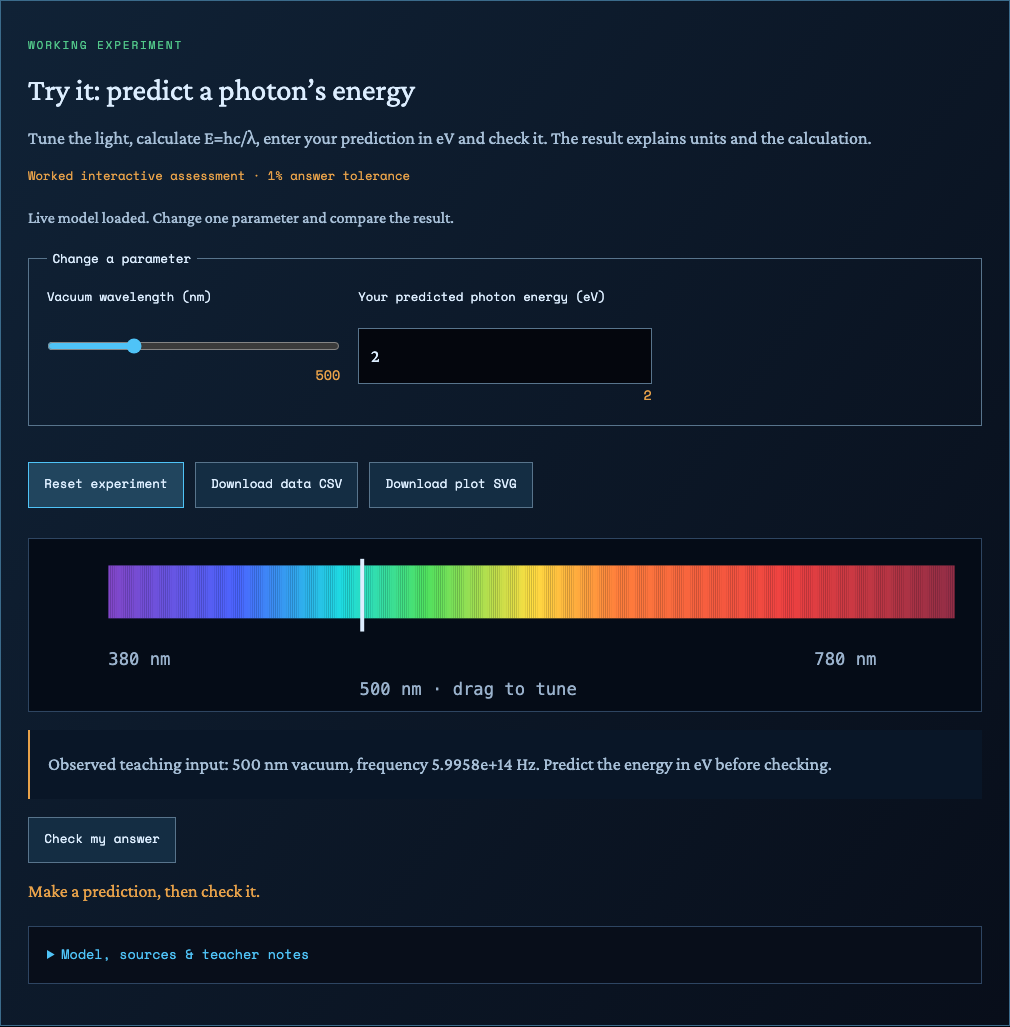 WORKING EXPERIMENT
Try it: predict a photon’s energy
Tune the light, calculate E=hc/λ, enter your prediction in eV and check it. The result explains units and the calculation.
Worked interactive assessment · 1% answer tolerance
Live model loaded. Change one parameter and compare the result.
Change a parameter
Vacuum wavelength (nm)
500
Your predicted photon energy (eV)
2
2
Reset experiment
Download data CSV
Download plot SVG
380 nm
780 nm
500 nm · drag to tune
Observed teaching input: 500 nm vacuum, frequency 5.9958e+14 Hz. Predict the energy in eV before checking.
Check my answer
Make a prediction, then check it.
Model, sources & teacher notes